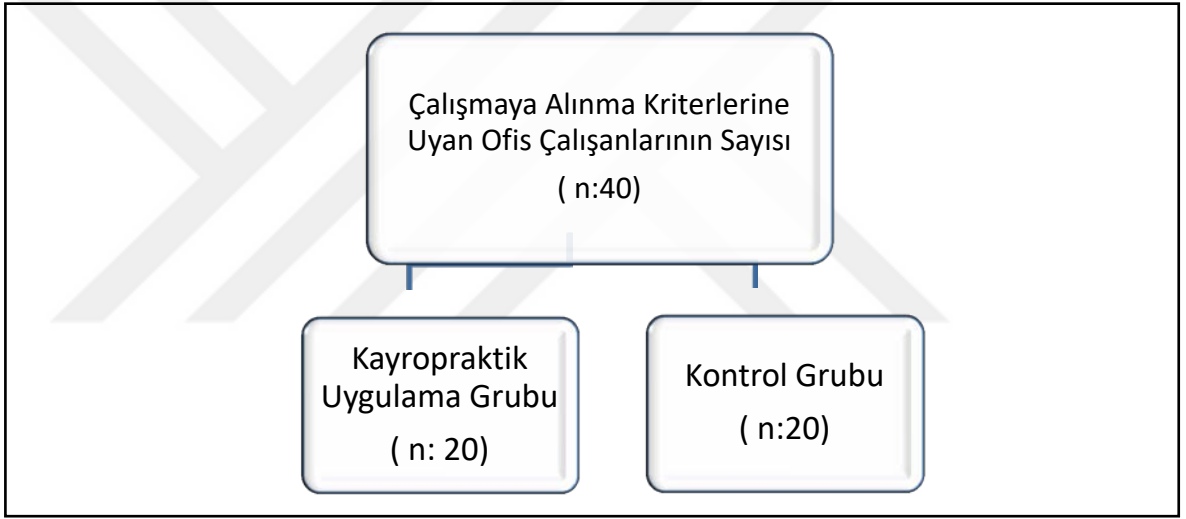 Çalışmaya Alınma Kriterlerine
Uyan Ofis Çalışanlarının Sayısı
( n:40)
Kayropraktik
Uygulama Grubu
( n: 20)
Kontrol Grubu
( n:20)